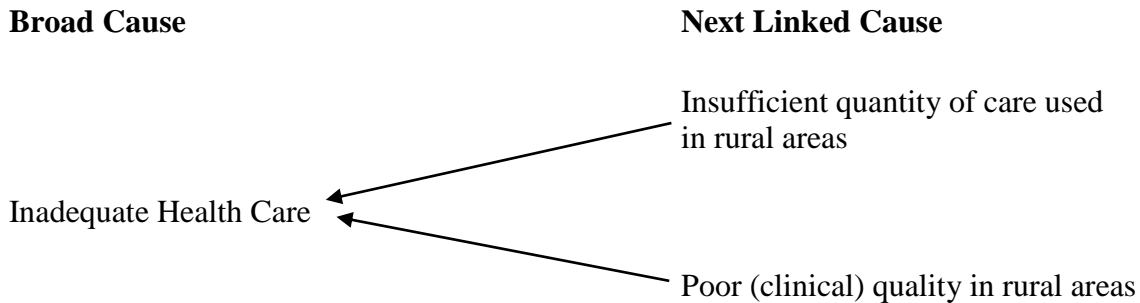 Broad Cause
Next Linked Cause
Insufficient quantity of care used
in rural areas
Inadequate Health Care
Poor (clinical) quality in rural areas